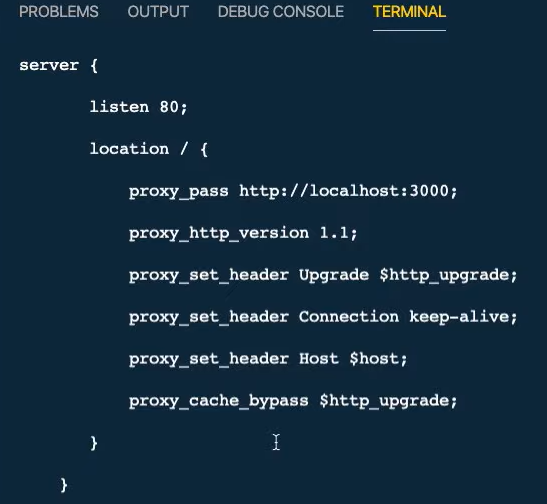 PROBLEMS OUTPUT DEBUG CONSOLE TERMINAL
server {
listen 80;
location / {
proxy_pass http://localhost:3000;
proxy_http_version 1.1;
proxy_set_header Upgrade $http_upgrade;
proxy_set_header Connection keep-alive;
proxy_set_header Host $host;
proxy_cache_bypass $http_upgrade;
}
}